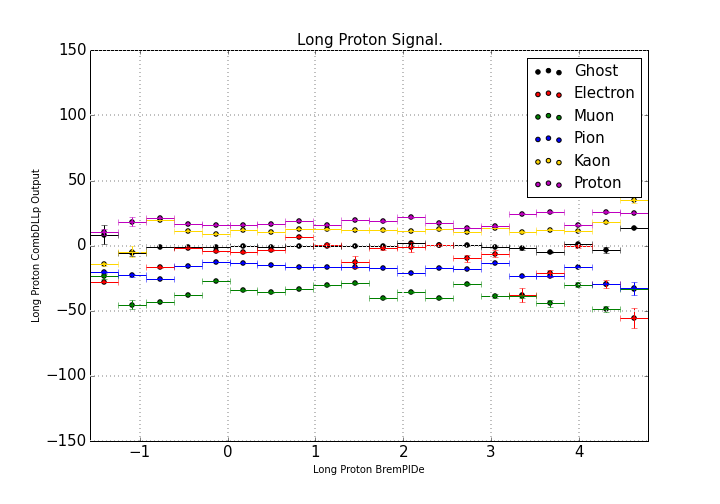 Long Proton Signal.
150
100
50
0
−50
−100
−150
Long Proton CombDLLp Output
Ghost
Electron
Muon
Pion
Kaon
Proton
−1 0 1 2 3 4
Long Proton BremPIDe